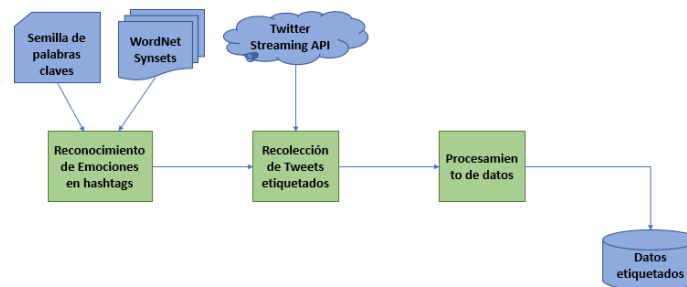 Semilla de
palabras
claves
WordNet
Synsets
Twitter
Streaming API
Reconocimiento
de Emociones
en hashtags
Recolección
de Tweets
etiquetados
Procesamien
to de datos
Datos
etiquetados